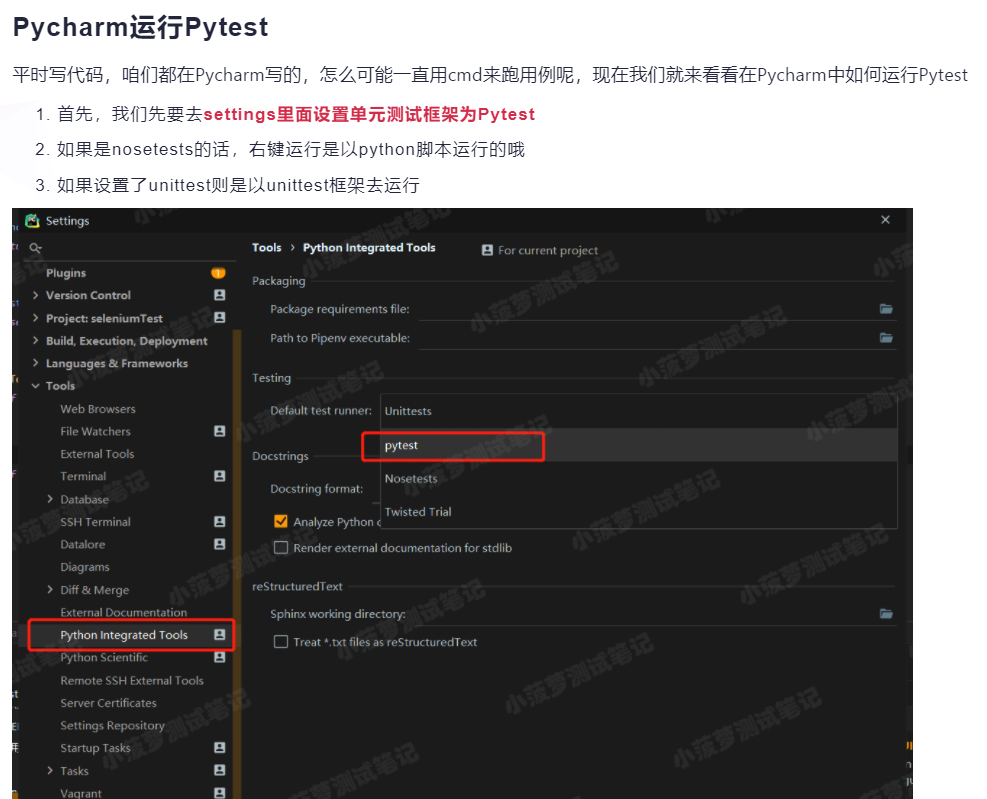 Pycharm运行Pytest
平时写代码，咱们都在Pycharm写的，怎么可能一直用cmd来跑用例呢，现在我们就来看看在Pycharm中如何运行Pytest
1. 首先，我们先要去settings里面设置单元测试框架为Pytest
2. 如果是nosetests的话，右键运行是以python脚本运行的哦
3. 如果设置了unittest则是以unittest框架去运行
Settings
Plugins 1
Version Control
Project: seleniumTest
Build, Execution, Deployment
Languages & Frameworks
Tools
Web Browsers
File Watchers
External Tools
Terminal
Database
SSH Terminal
Datalore
Diagrams
Diff & Merge
External Documentation
Python Integrated Tools
Python Scientific
Remote SSH External Tools
Server Certificates
Settings Repository
Startup Tasks
Tasks
Vagrant
Tools › Python Integrated Tools For current project
Packaging
Package requirements file:
Path to Pipenv executable:
Testing
Default test runner: Unittests
pytest
Nosetests
Twisted Trial
Docstrings
Docstring format:
Analyze Python
Render external documentation for stdlib
reStructuredText
Sphinx working directory:
Treat *.txt files as reStructuredText
小菠萝测试笔记